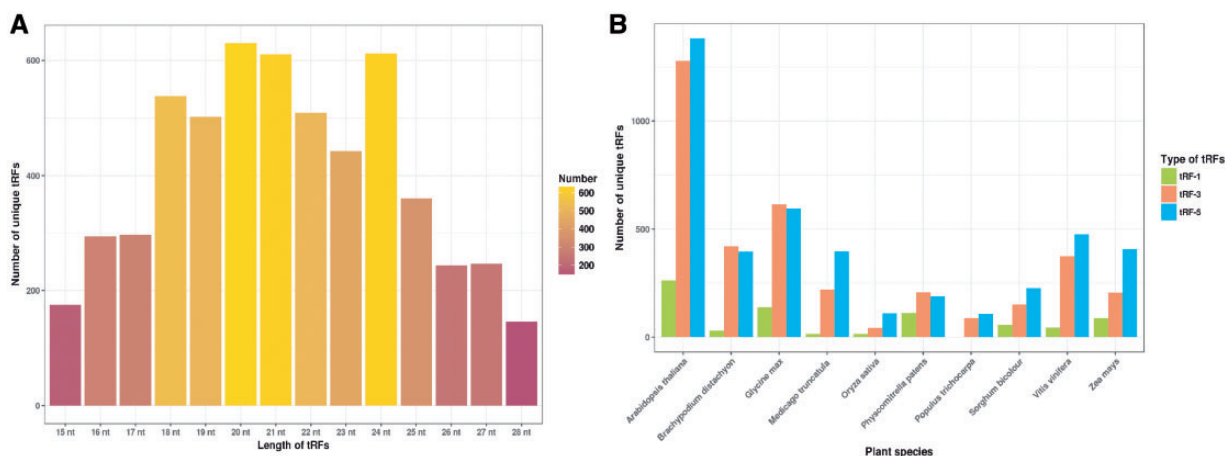 A
Number of unique tRFs
600
400
200
0
15 nt 16 nt 17 nt 18 nt 19 nt 20 nt 21 nt 22 nt 23 nt 24 nt 25 nt 26 nt 27 nt 28 nt
Length of tRFs
Number
600
500
400
300
200
B
Number of unique tRFs
1000
500
0
Arabidopsis thaliana
Brachypodium distachyon
Glycine max
Medicago truncatula
Oryza sativa
Physcomitrella patens
Populus trichocarpa
Sorghum bicolour
Vitis vinifera
Zea mays
Plant species
Type of tRFs
tRF-1
tRF-3
tRF-5